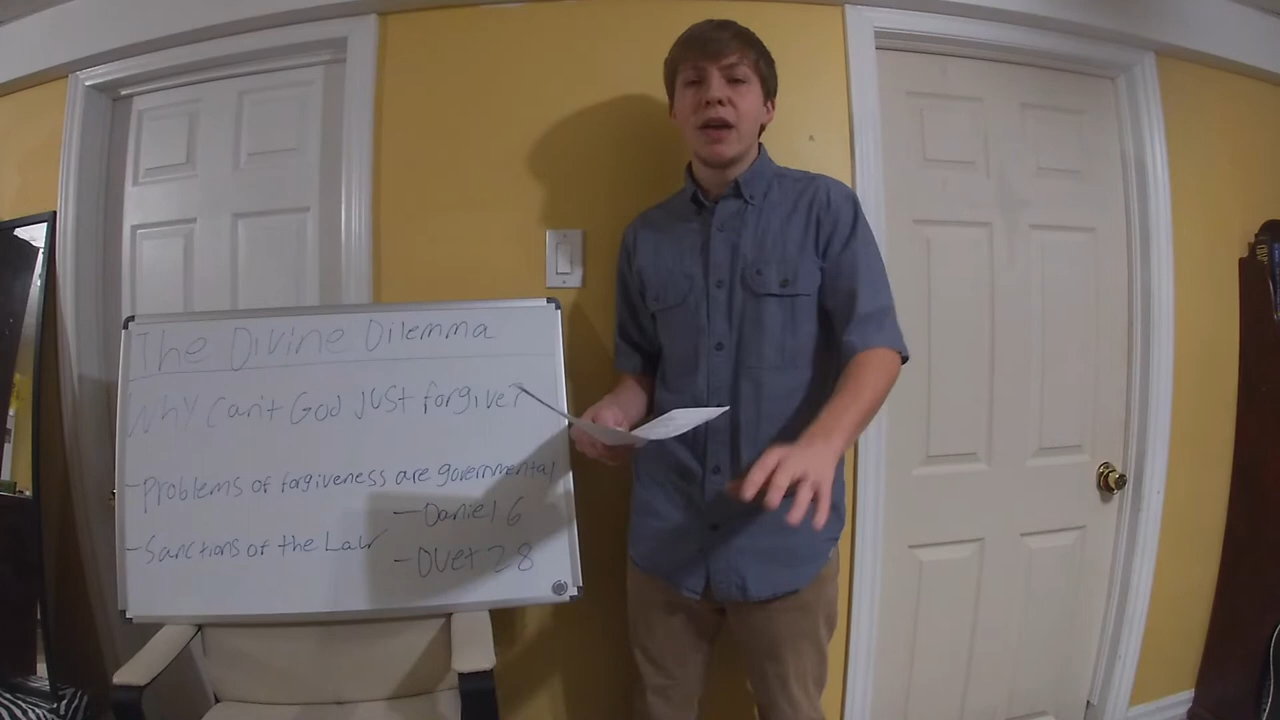 The Divine Dilemma
Why can't God just forgive?
- Problems of forgiveness are governmental
- Daniel 6
- Sanctions of the Law
- Duet 28